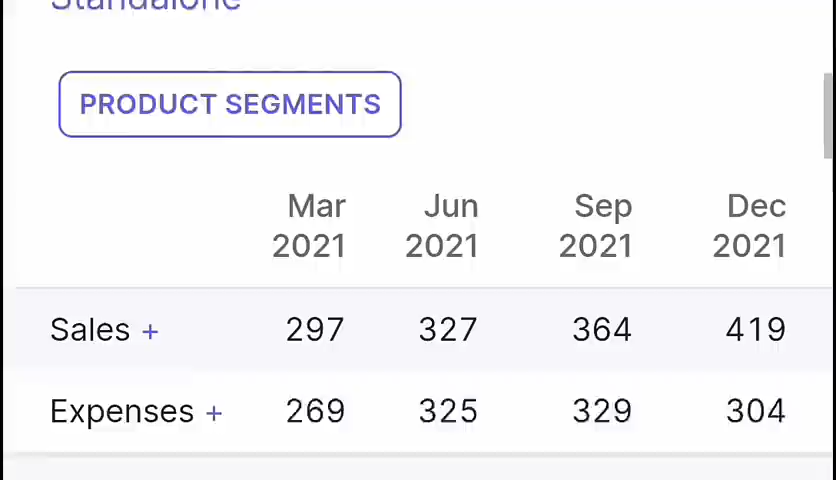 Standalone
PRODUCT SEGMENTS
Mar 2021 Jun 2021 Sep 2021 Dec 2021
Sales + 297 327 364 419
Expenses + 269 325 329 304